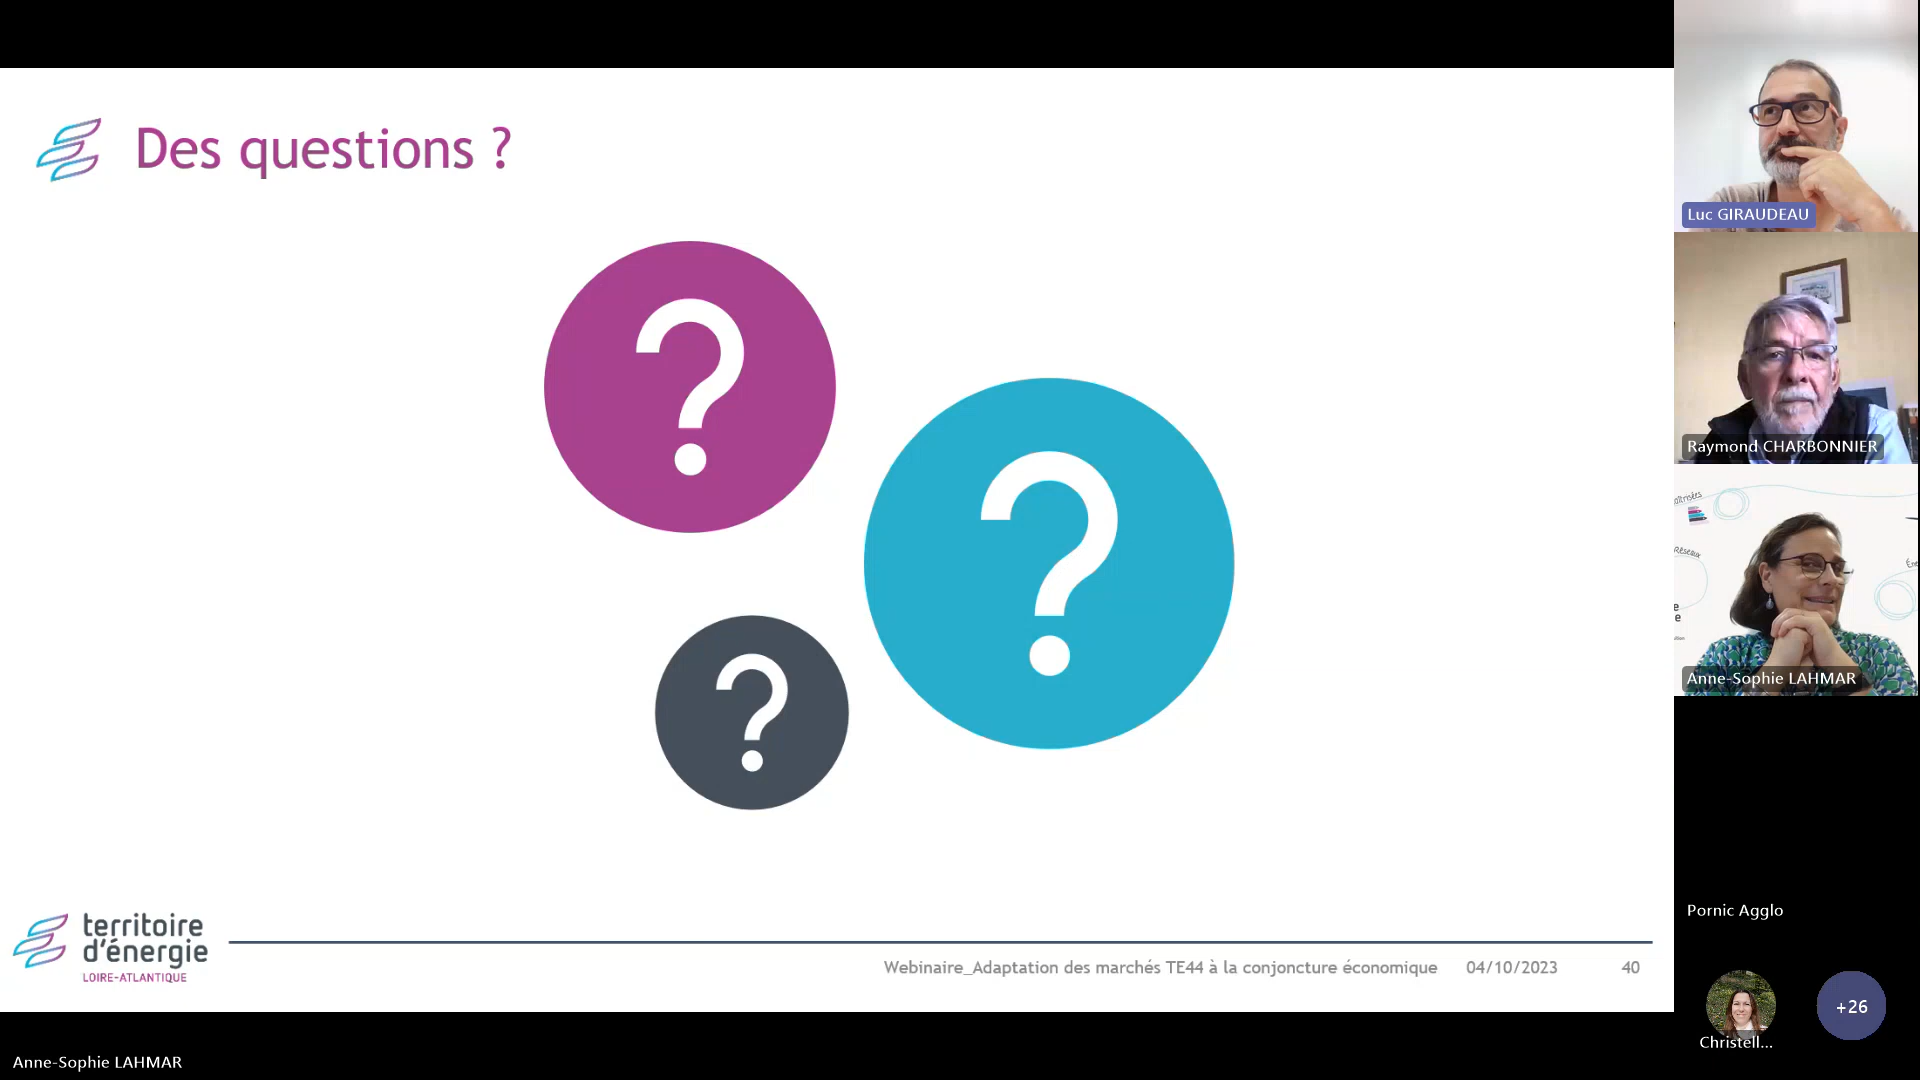 Des questions ?
?
?
?
territoire
d'énergie
LOIRE-ATLANTIQUE
Webinaire_Adaptation des marchés TE44 à la conjoncture économique 04/10/2023 40
Anne-Sophie LAHMAR
Luc GIRAUDEAU
Raymond CHARBONNIER
Réseaux
Anne-Sophie LAHMAR
Pornic Agglo
Christell...
+26